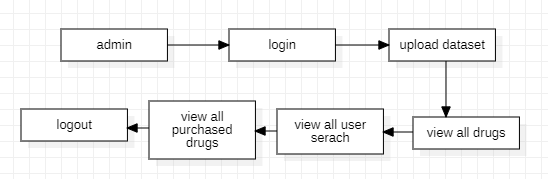 admin
login
upload dataset
view all drugs
view all user
serach
view all
purchased
drugs
logout